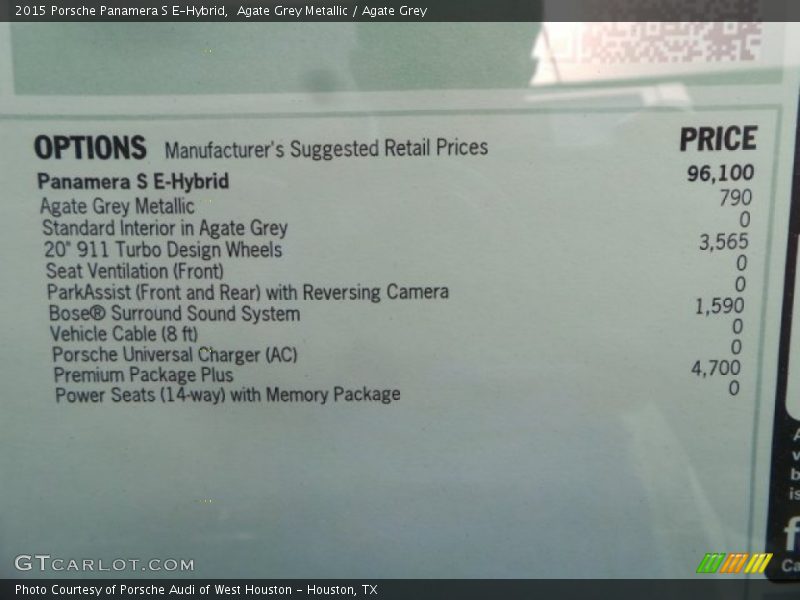 2015 Porsche Panamera S E-Hybrid,  Agate Grey Metallic / Agate Grey
OPTIONS Manufacturer's Suggested Retail Prices PRICE
Panamera S E-Hybrid 96,100
Agate Grey Metallic 790
Standard Interior in Agate Grey 0
20" 911 Turbo Design Wheels 3,565
Seat Ventilation (Front) 0
ParkAssist (Front and Rear) with Reversing Camera 0
Bose® Surround Sound System 1,590
Vehicle Cable (8 ft) 0
Porsche Universal Charger (AC) 0
Premium Package Plus 4,700
Power Seats (14-way) with Memory Package 0
GTCARLOT.COM
Photo Courtesy of Porsche Audi of West Houston - Houston, TX